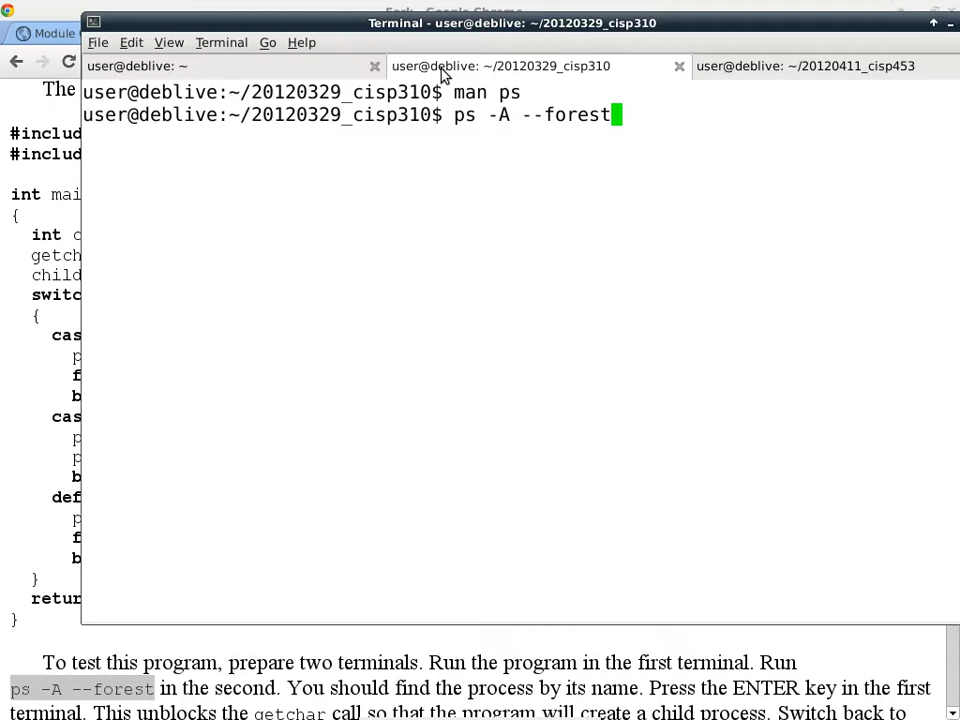 Fork - Google Chrome
Module
Terminal - user@deblive: ~/20120329_cisp310
File Edit View Terminal Go Help
user@deblive: ~
user@deblive: ~/20120329_cisp310
user@deblive: ~/20120411_cisp453
user@deblive:~/20120329_cisp310$ man ps
user@deblive:~/20120329_cisp310$ ps -A --forest
The
#includ
#includ
int mai
{
int c
getch
child
switc
{
cas
p
f
b
cas
p
p
b
def
p
f
b
}
retur
}
To test this program, prepare two terminals. Run the program in the first terminal. Run
ps -A --forest in the second. You should find the process by its name. Press the ENTER key in the first
terminal. This unblocks the getchar call so that the program will create a child process. Switch back to